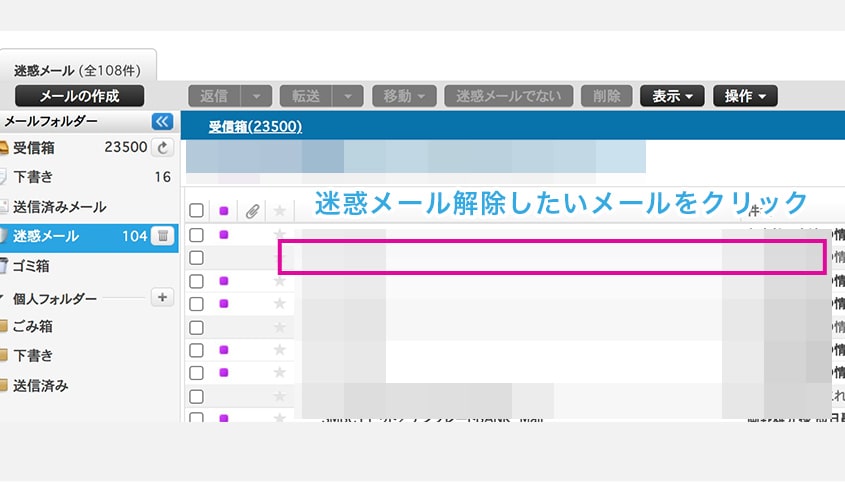 迷惑メール (全108件)
メールの作成
返信
転送
移動
迷惑メールでない
削除
表示
操作
メールフォルダー
受信箱(23500)
受信箱 23500
下書き 16
送信済みメール
迷惑メール解除したいメールをクリック
迷惑メール 104
ゴミ箱
個人フォルダー
ごみ箱
下書き
送信済み